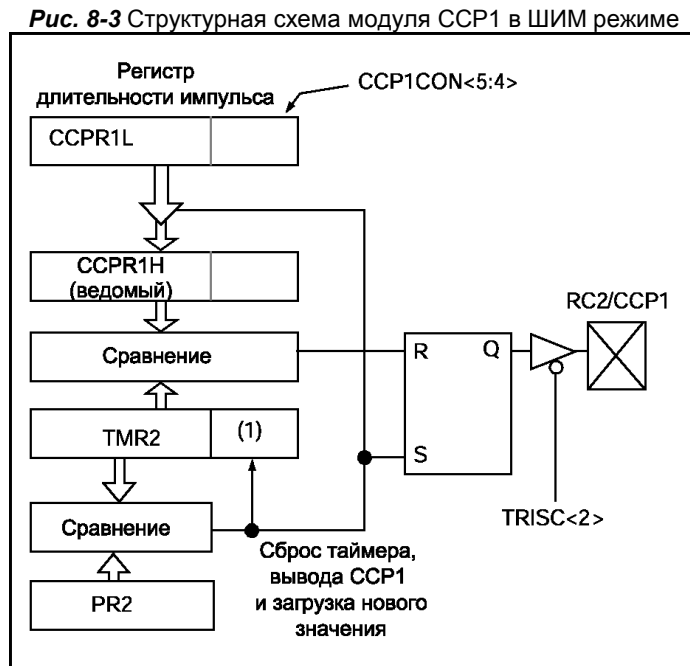 Рис. 8-3 Структурная схема модуля CCP1 в ШИМ режиме
Регистр
длительности импульса
CCP1CON<5:4>
CCPR1L
CCPR1H
(ведомый)
RC2/CCP1
Сравнение
R
Q
TMR2
(1)
S
Сравнение
TRISC<2>
Сброс таймера,
вывода CCP1
и загрузка нового
значения
PR2